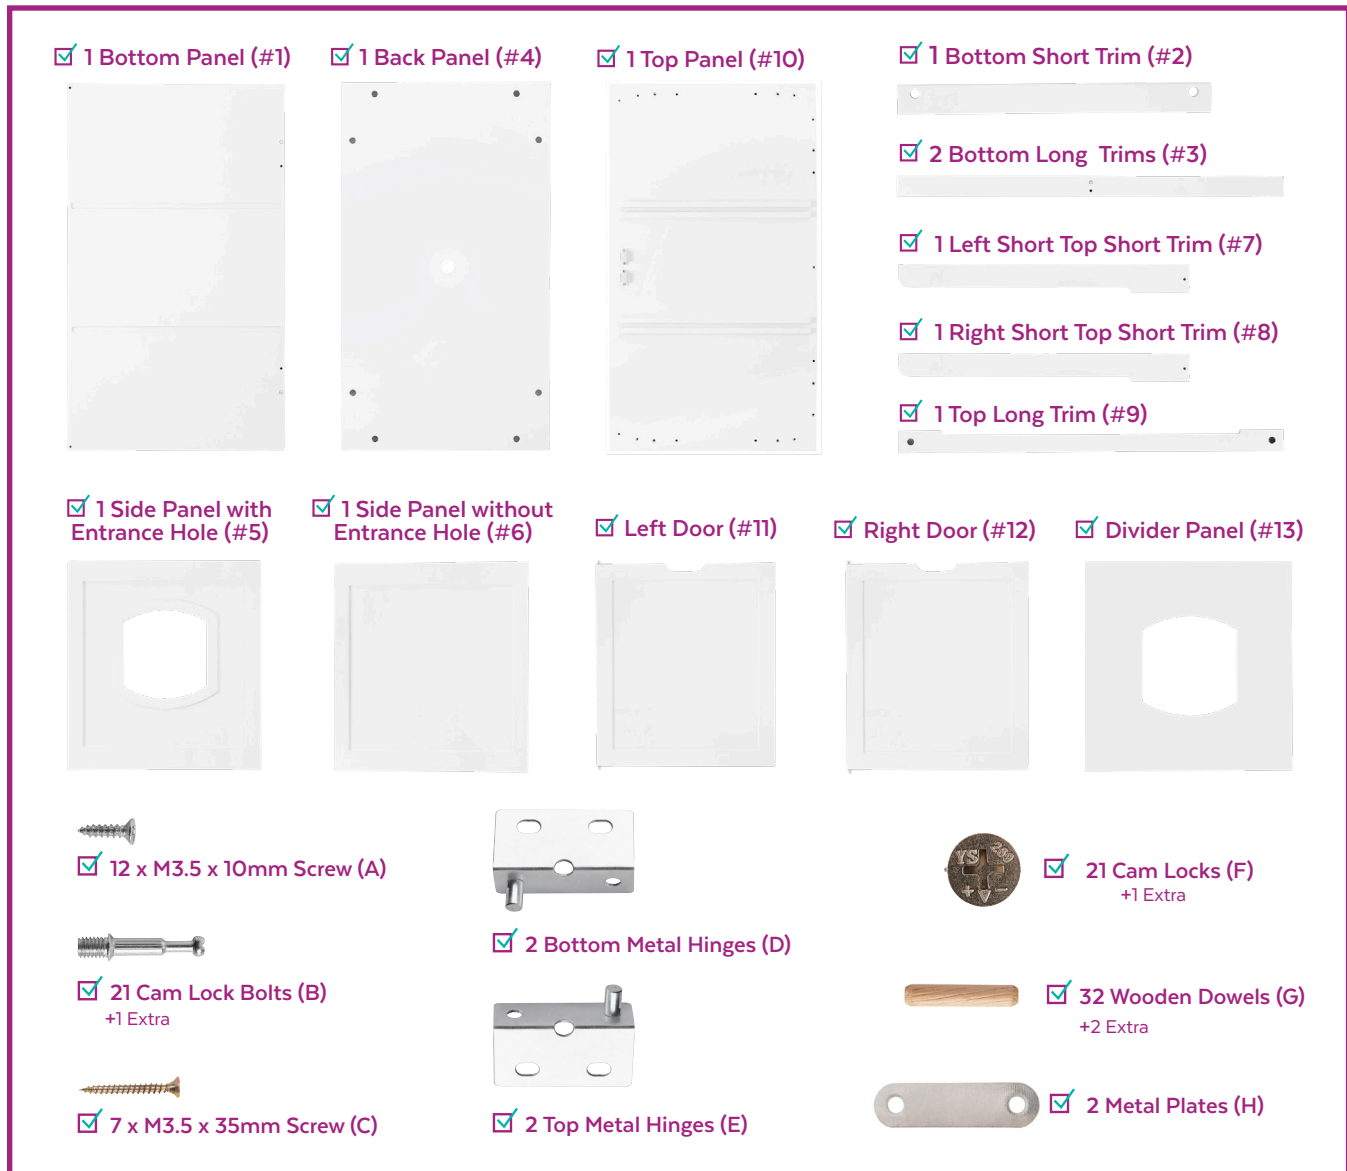 1 Bottom Panel (#1)
1 Back Panel (#4)
1 Top Panel (#10)
1 Bottom Short Trim (#2)
2 Bottom Long Trims (#3)
1 Left Short Top Short Trim (#7)
1 Right Short Top Short Trim (#8)
1 Top Long Trim (#9)
1 Side Panel with
Entrance Hole (#5)
1 Side Panel without
Entrance Hole (#6)
Left Door (#11)
Right Door (#12)
Divider Panel (#13)
12 x M3.5 x 10mm Screw (A)
21 Cam Lock Bolts (B)
+1 Extra
7 x M3.5 x 35mm Screw (C)
2 Bottom Metal Hinges (D)
2 Top Metal Hinges (E)
YS
+ −
21 Cam Locks (F)
+1 Extra
32 Wooden Dowels (G)
+2 Extra
2 Metal Plates (H)